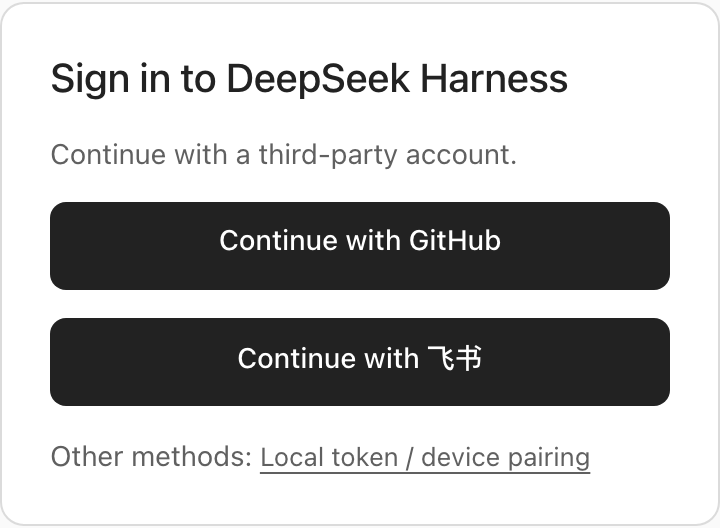 Sign in to DeepSeek Harness
Continue with a third-party account.
Continue with GitHub
Continue with 飞书
Other methods: Local token / device pairing